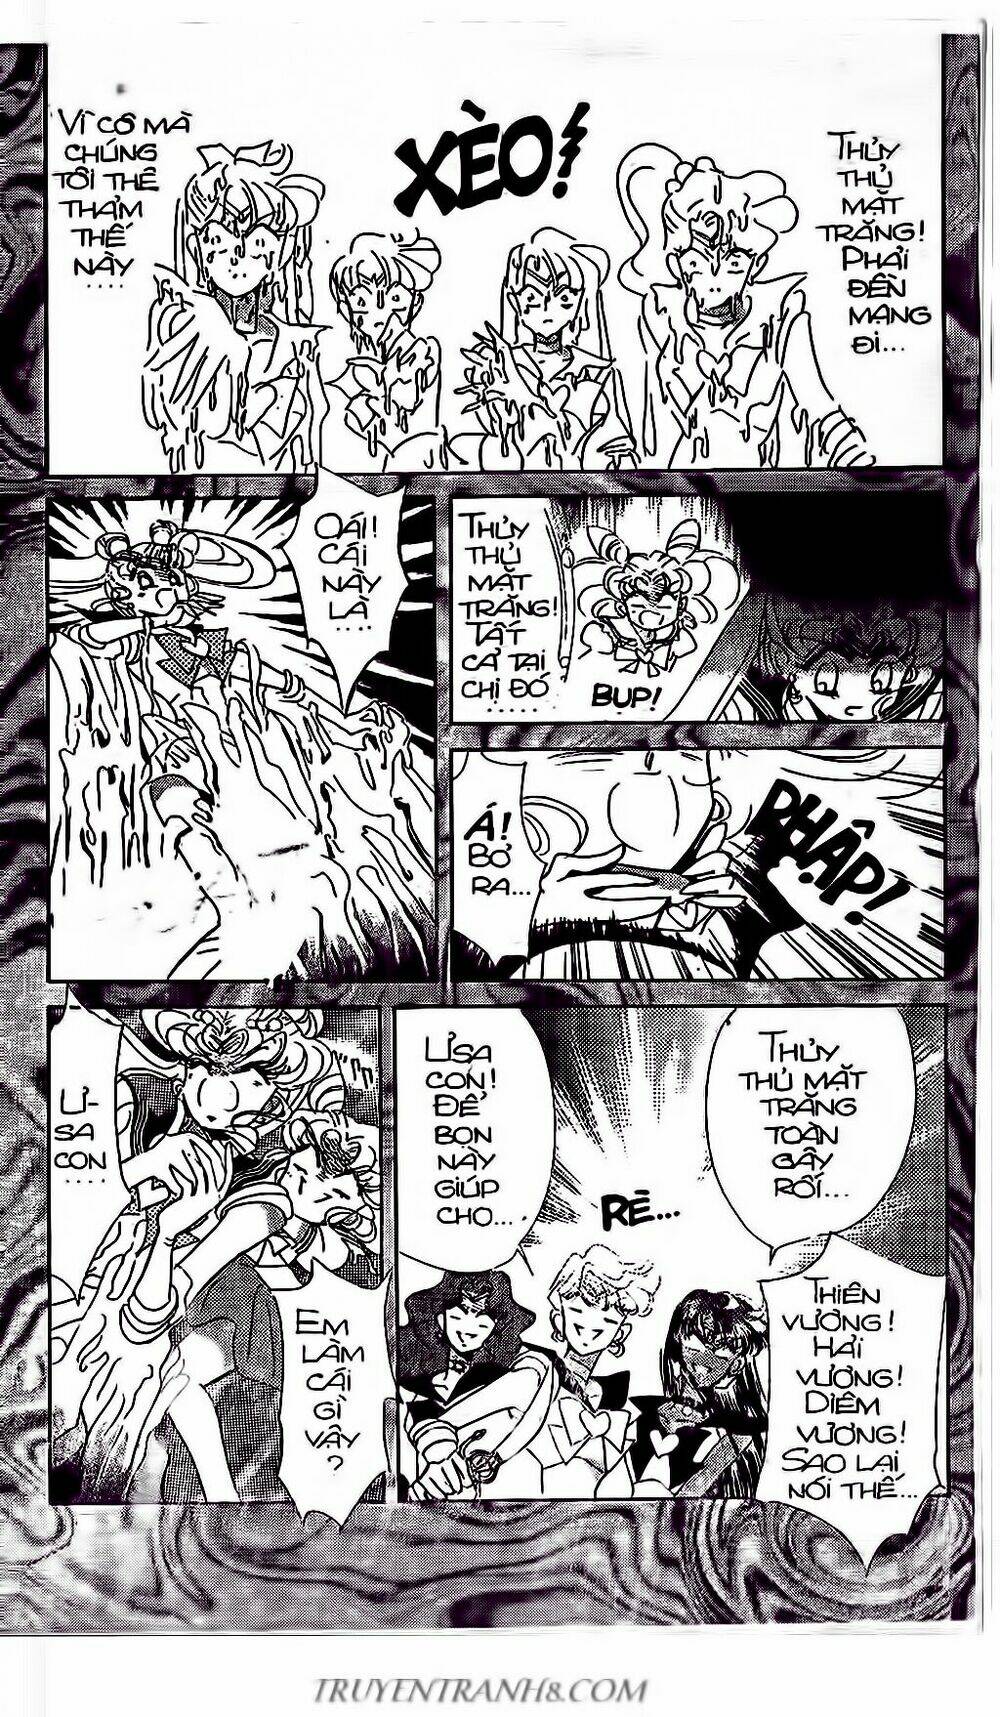 THỦY
THỦ
MẶT
TRĂNG!
PHẢI
ĐỀN
MẠNG
ĐI...
XÈO!
VÌ CÔ MÀ
CHÚNG
TÔI THÊ
THẢM
THẾ
NÀY
.....
THỦY
THỦ
MẶT
TRĂNG!
TẤT
CẢ TẠI
CHỊ ĐÓ
......
BỤP!
OÁI!
CÁI
NÀY
LÀ
.....
Á!
BỎ
RA...
PHẬP!
THỦY
THỦ MẶT
TRĂNG
TOÀN
GÂY
RỐI...
ƯSA
CON!
ĐỂ
BỌN
NÀY
GIÚP
CHO...
RẺ...
THIÊN
VƯƠNG!
HẢI
VƯƠNG!
DIÊM
VƯƠNG!
SAO LẠI
NÓI THẾ...
Ư-
SA
CON
.....
EM
LÀM
CÁI
GÌ
VẬY?
TRUYENTRANH8.COM